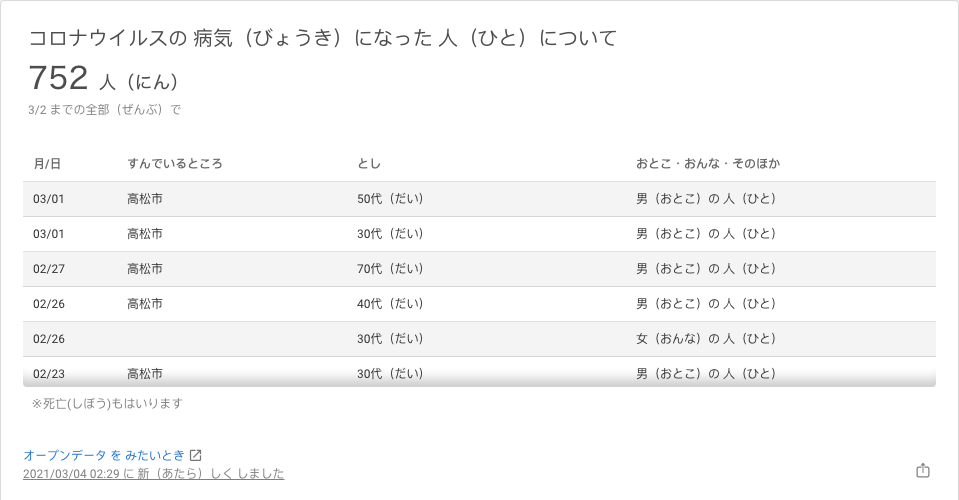 コロナウイルスの 病気（びょうき）になった 人（ひと）について
752 人（にん）
3/2 までの全部（ぜんぶ）で
月/日 すんでいるところ とし おとこ・おんな・そのほか
03/01 高松市 50代（だい） 男（おとこ）の 人（ひと）
03/01 高松市 30代（だい） 男（おとこ）の 人（ひと）
02/27 高松市 70代（だい） 男（おとこ）の 人（ひと）
02/26 高松市 40代（だい） 男（おとこ）の 人（ひと）
02/26 30代（だい） 女（おんな）の 人（ひと）
02/23 高松市 30代（だい） 男（おとこ）の 人（ひと）
※死亡(しぼう)もはいります
オープンデータ を みたいとき
2021/03/04 02:29 に 新（あたら）しく しました